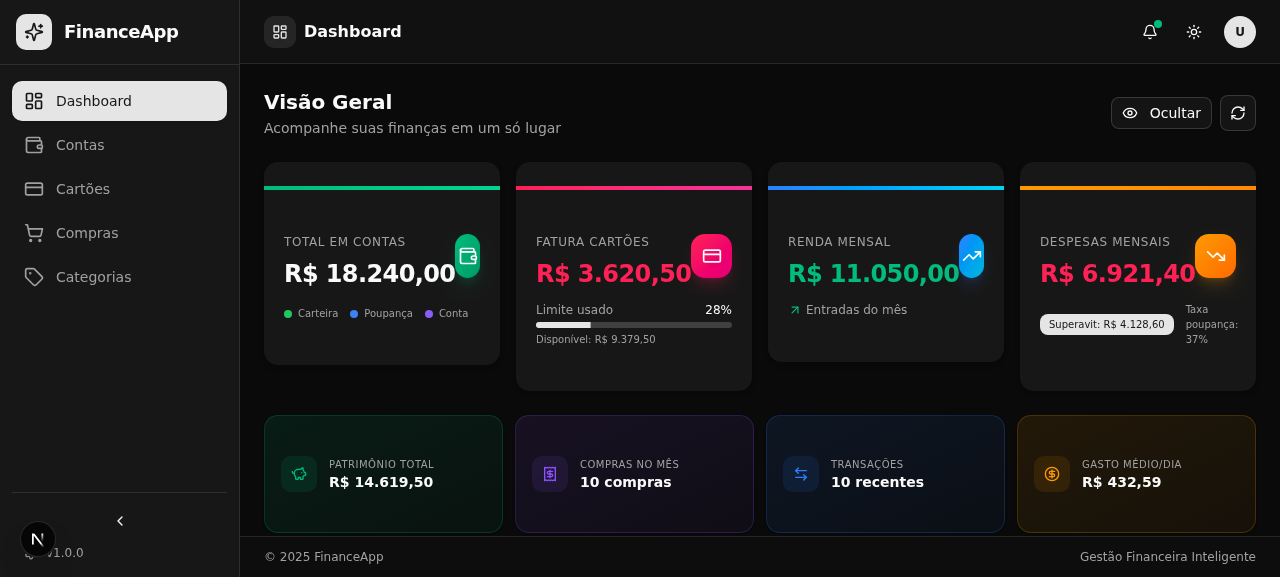 FinanceApp
Dashboard
Contas
Cartões
Compras
Categorias
N
v1.0.0
Dashboard
U
Visão Geral
Acompanhe suas finanças em um só lugar
Ocultar
TOTAL EM CONTAS
R$ 18.240,00
Carteira Poupança Conta
FATURA CARTÕES
R$ 3.620,50
Limite usado 28%
Disponível: R$ 9.379,50
RENDA MENSAL
R$ 11.050,00
Entradas do mês
DESPESAS MENSAIS
R$ 6.921,40
Superavit: R$ 4.128,60
Taxa
poupança:
37%
PATRIMÔNIO TOTAL
R$ 14.619,50
COMPRAS NO MÊS
10 compras
TRANSAÇÕES
10 recentes
GASTO MÉDIO/DIA
R$ 432,59
© 2025 FinanceApp
Gestão Financeira Inteligente